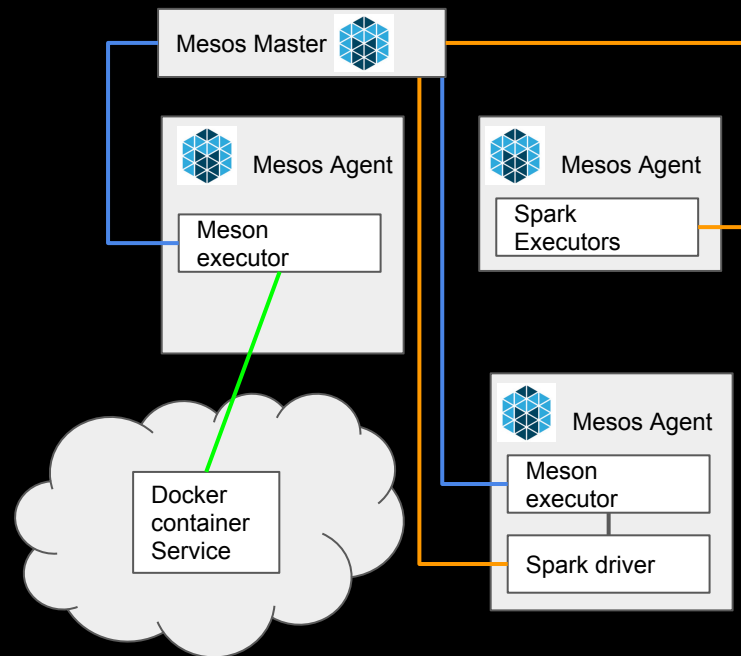 Mesos Master
Mesos Agent
Meson
executor
Mesos Agent
Spark
Executors
Mesos Agent
Meson
executor
Spark driver
Docker
container
Service